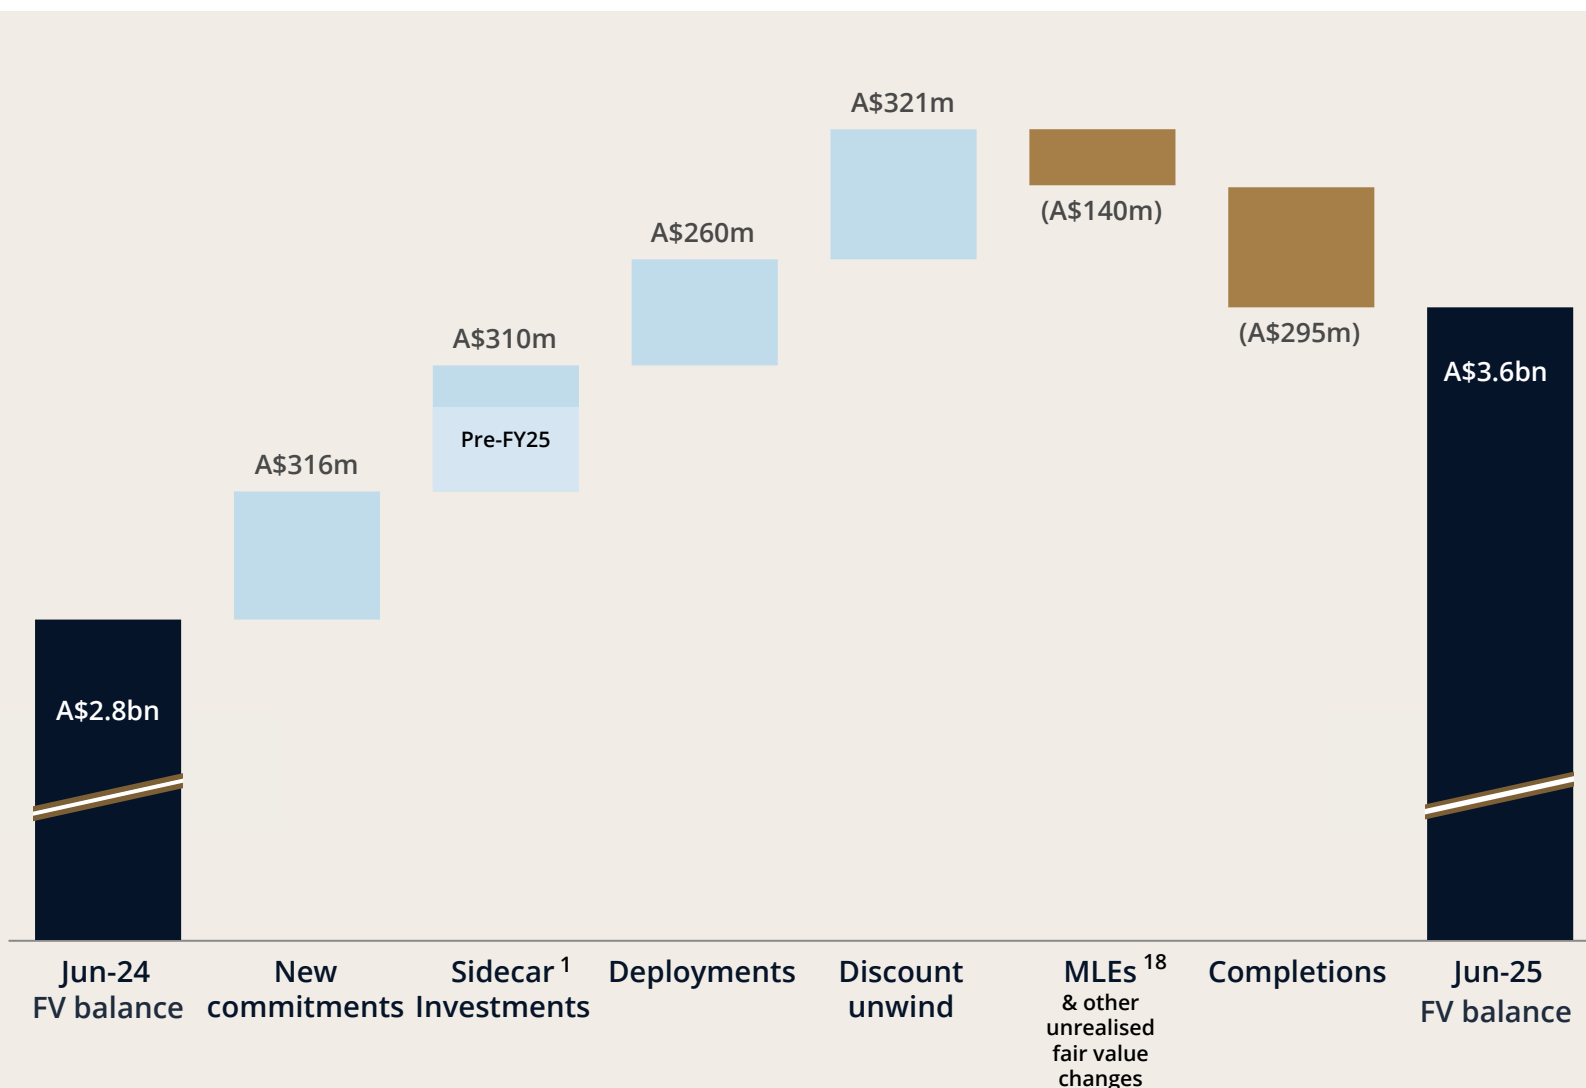 A$321m
(A$140m)
A$260m
(A$295m)
A$310m
A$3.6bn
Pre-FY25
A$316m
A$2.8bn
Jun-24
FV balance
New
commitments
Sidecar 1
Investments
Deployments
Discount
unwind
MLEs 18
& other
unrealised
fair value
changes
Completions
Jun-25
FV balance